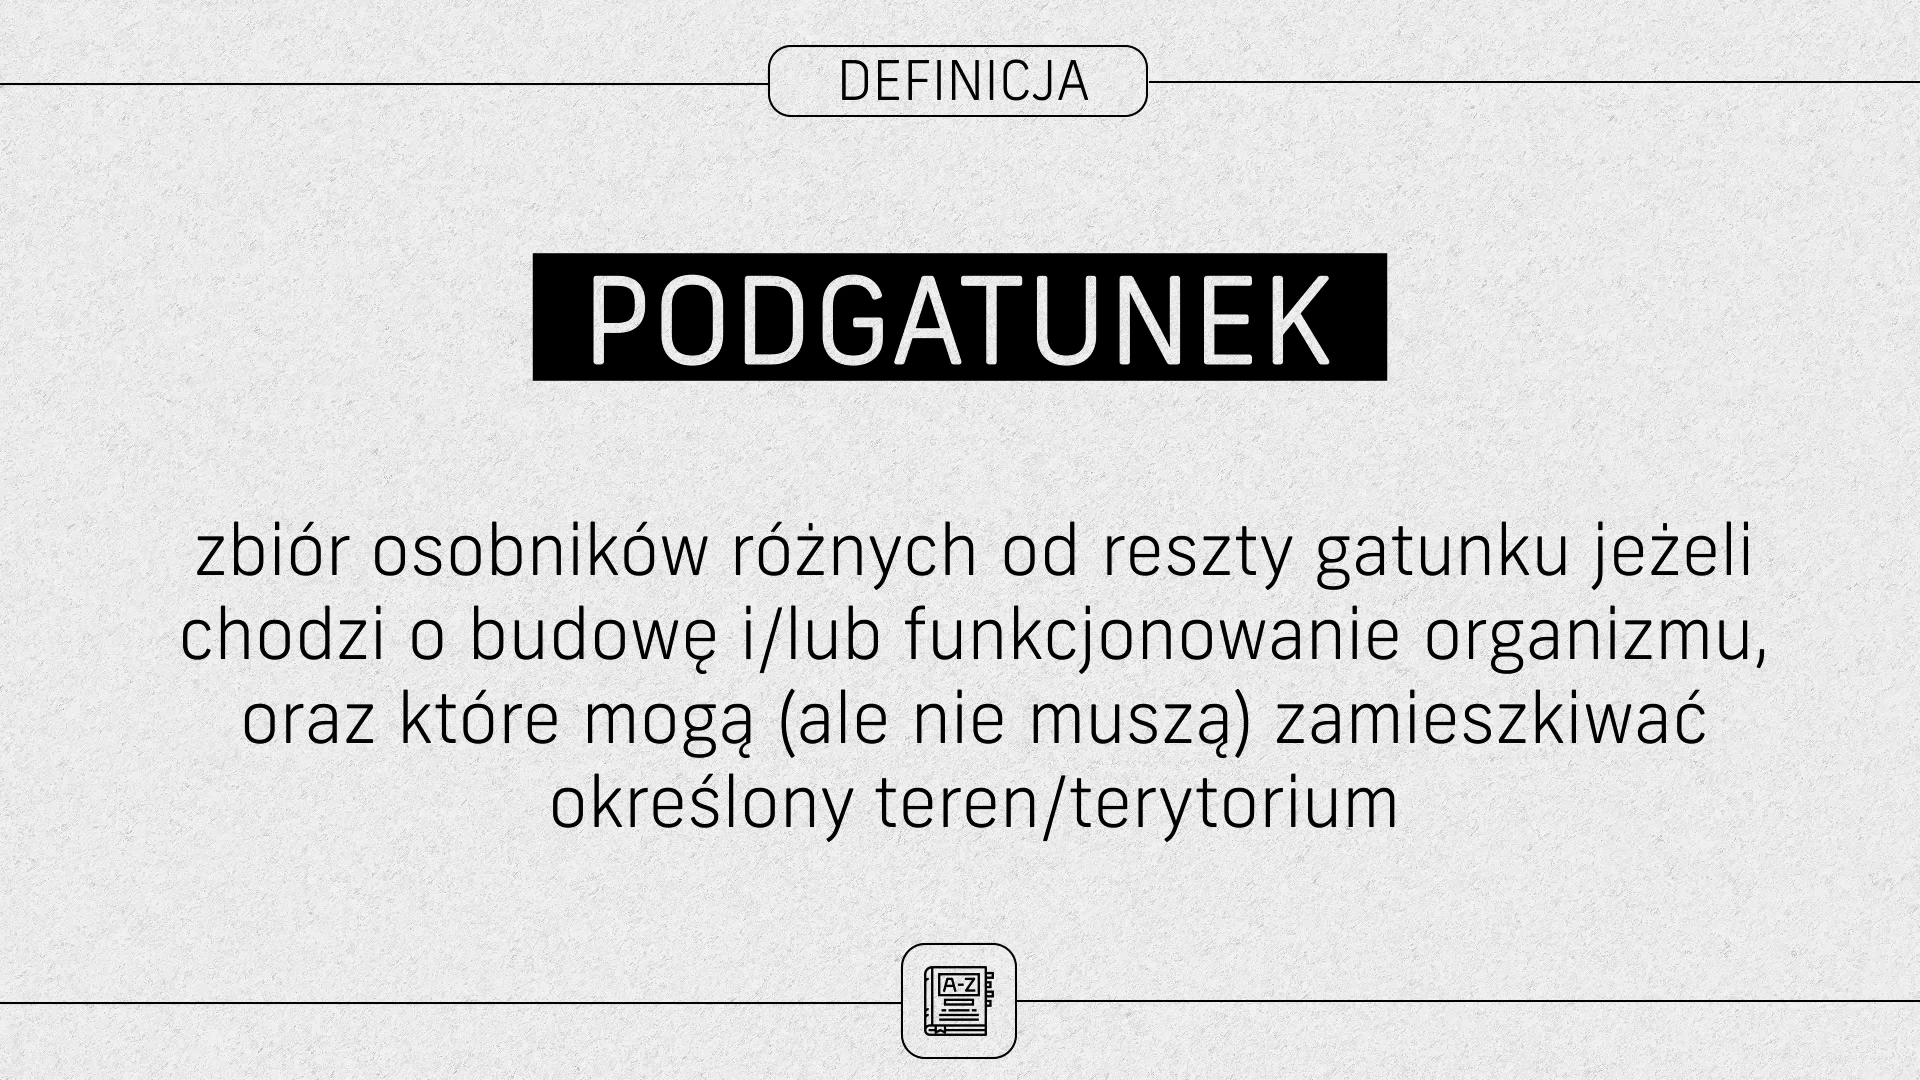 DEFINICJA
PODGATUNEK
zbiór osobników różnych od reszty gatunku jeżeli
chodzi o budowę i/lub funkcjonowanie organizmu,
oraz które mogą (ale nie muszą) zamieszkiwać
określony teren/terytorium
A-Z